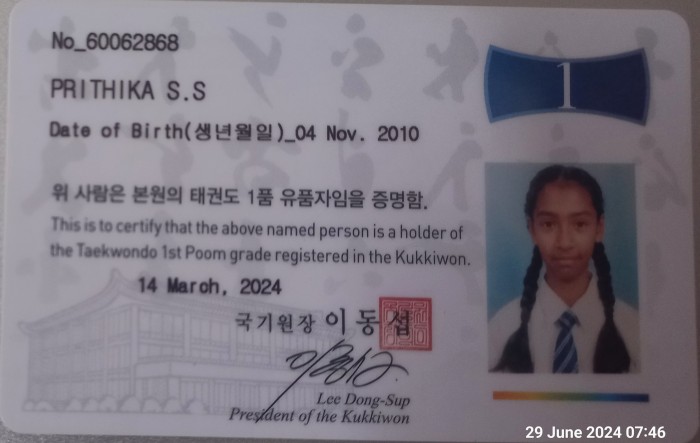 No_60062868
1
PRITHIKA S.S
Date of Birth(생년월일)_04 Nov. 2010
위 사람은 본원의 태권도 1품 유품자임을 증명함.
This is to certify that the above named person is a holder of
the Taekwondo 1st Poom grade registered in the Kukkiwon.
14 March, 2024
국기원장 이동섭
Lee Dong-Sup
President of the Kukkiwon
29 June 2024 07:46